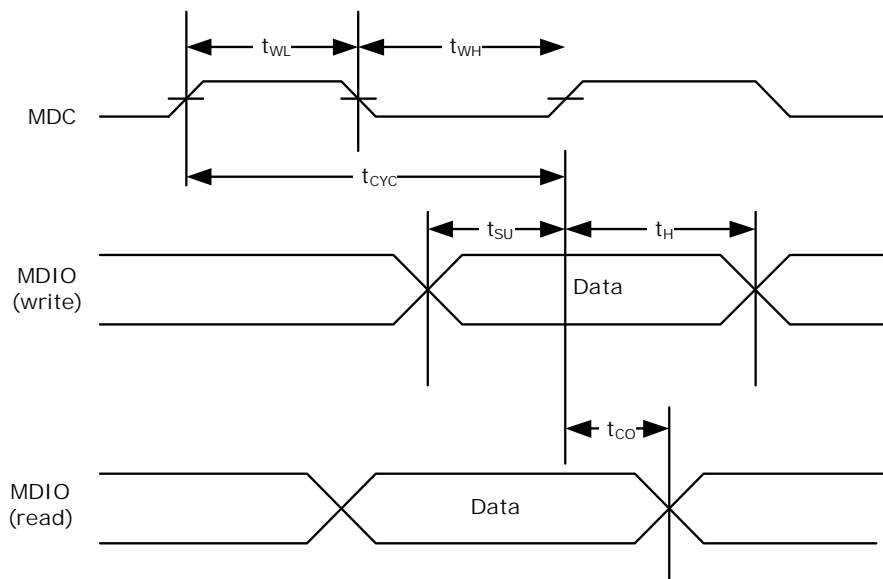 tWL
tWH
MDC
tCYC
tSU
tH
MDIO
(write)
Data
tCO
MDIO
(read)
Data